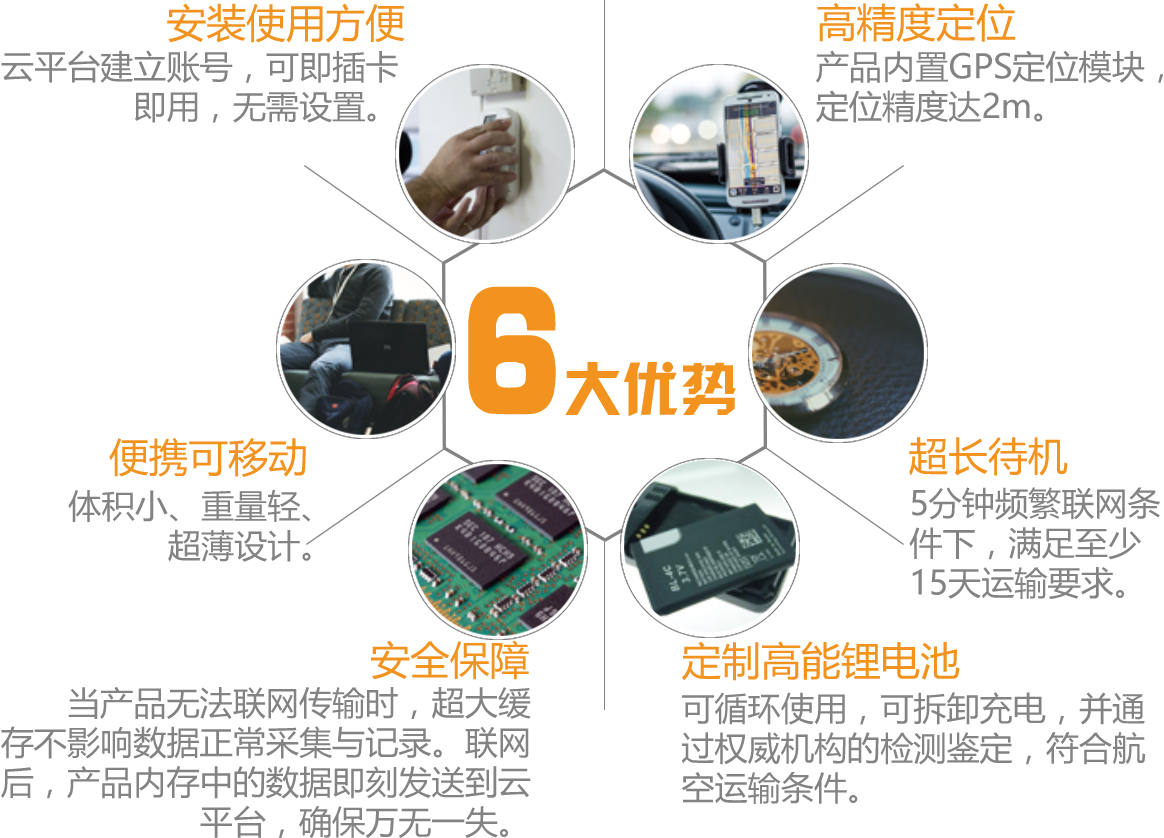 安装使用方便
云平台建立账号，可即插卡
即用，无需设置。
高精度定位
产品内置GPS定位模块，
定位精度达2m。
6大优势
便携可移动
体积小、重量轻、
超薄设计。
超长待机
5分钟频繁联网条
件下，满足至少
15天运输要求。
安全保障
当产品无法联网传输时，超大缓
存不影响数据正常采集与记录。联网
后，产品内存中的数据即刻发送到云
平台，确保万无一失。
定制高能锂电池
可循环使用，可拆卸充电，并通
过权威机构的检测鉴定，符合航
空运输条件。
BL-4C
3.7V